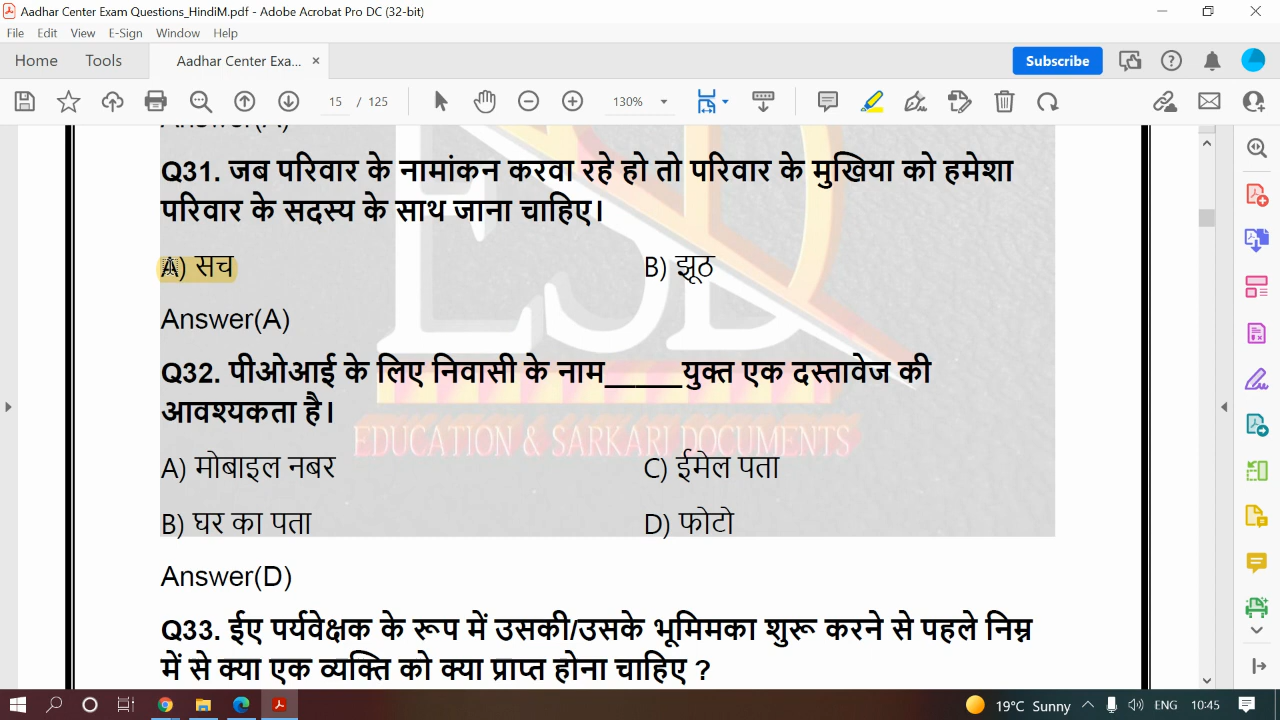 Aadhar Center Exam Questions_HindiM.pdf - Adobe Acrobat Pro DC (32-bit)
File Edit View E-Sign Window Help
Home Tools Aadhar Center Exa... × Subscribe
15 / 125 130%
Answer(A)
Q31. जब परिवार के नामांकन करवा रहे हो तो परिवार के मुखिया को हमेशा
परिवार के सदस्य के साथ जाना चाहिए।
A) सच B) झूठ
Answer(A)
Q32. पीओआई के लिए निवासी के नाम_____युक्त एक दस्तावेज की
आवश्यकता है।
ESD
EDUCATION & SARKARI DOCUMENTS
A) मोबाइल नबर C) ईमेल पता
B) घर का पता D) फोटो
Answer(D)
Q33. ईए पर्यवेक्षक के रूप में उसकी/उसके भूमिमका शुरू करने से पहले निम्न
में से क्या एक व्यक्ति को क्या प्राप्त होना चाहिए ?
19°C Sunny ENG 10:45